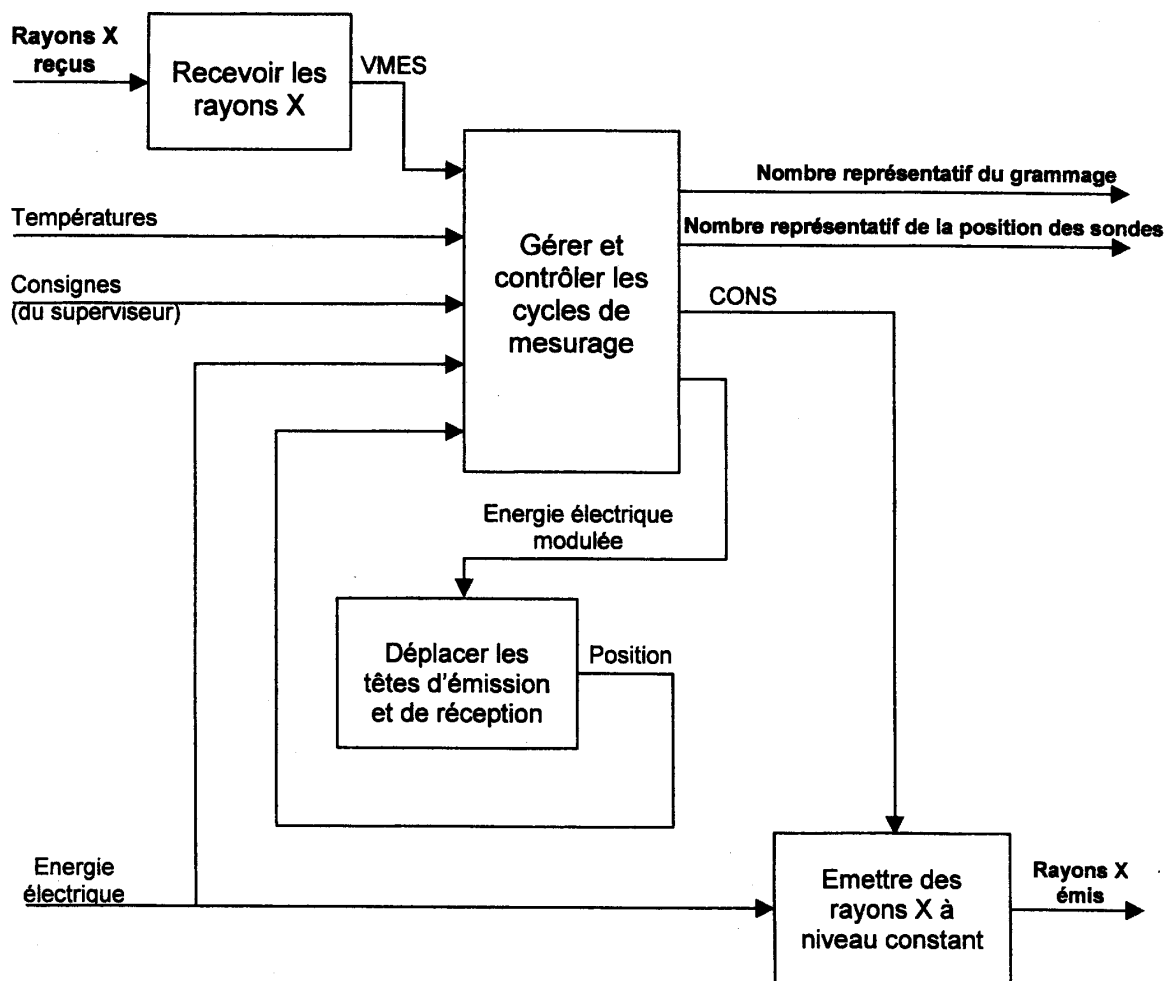 Rayons X
reçus
Recevoir les
rayons X
VMES
Températures
Consignes
(du superviseur)
Gérer et
contrôler les
cycles de
mesurage
Nombre représentatif du grammage
Nombre représentatif de la position des sondes
CONS
Energie électrique
modulée
Déplacer les
têtes d'émission
et de réception
Position
Energie
électrique
Emettre des
rayons X à
niveau constant
Rayons X
émis